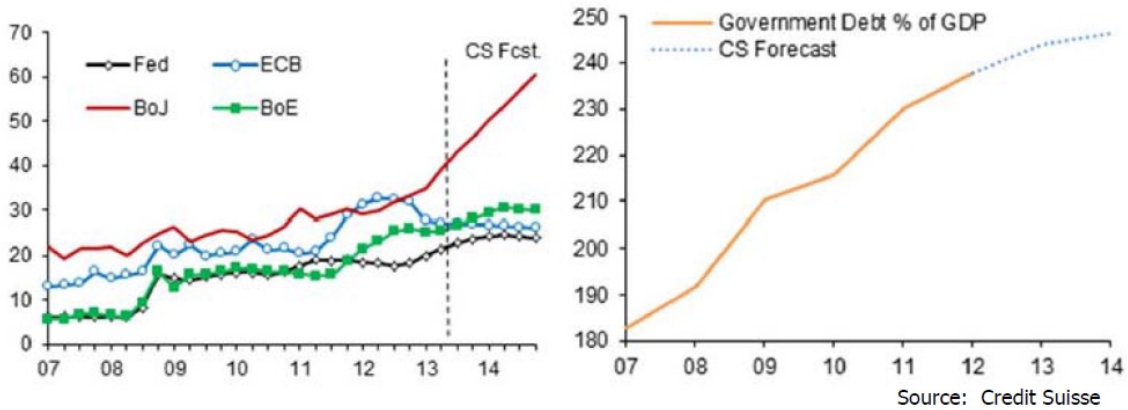 70
60
50
40
30
20
10
0
CS Fcst.
Fed
ECB
BoJ
BoE
07 08 09 10 11 12 13 14
250
240
230
220
210
200
190
180
Government Debt % of GDP
CS Forecast
07 08 09 10 11 12 13 14
Source: Credit Suisse